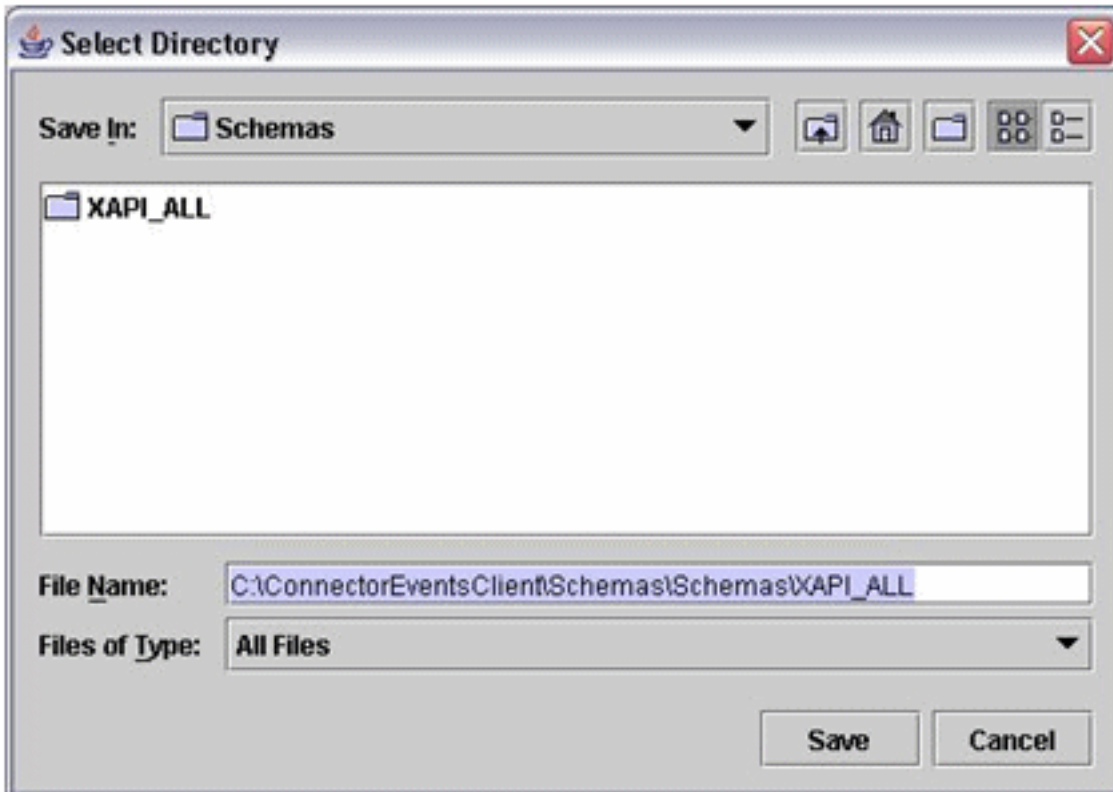 Select Directory
Save In: Schemas
XAPI_ALL
File Name: C:\ConnectorEventsClient\Schemas\Schemas\XAPI_ALL
Files of Type: All Files
Save Cancel